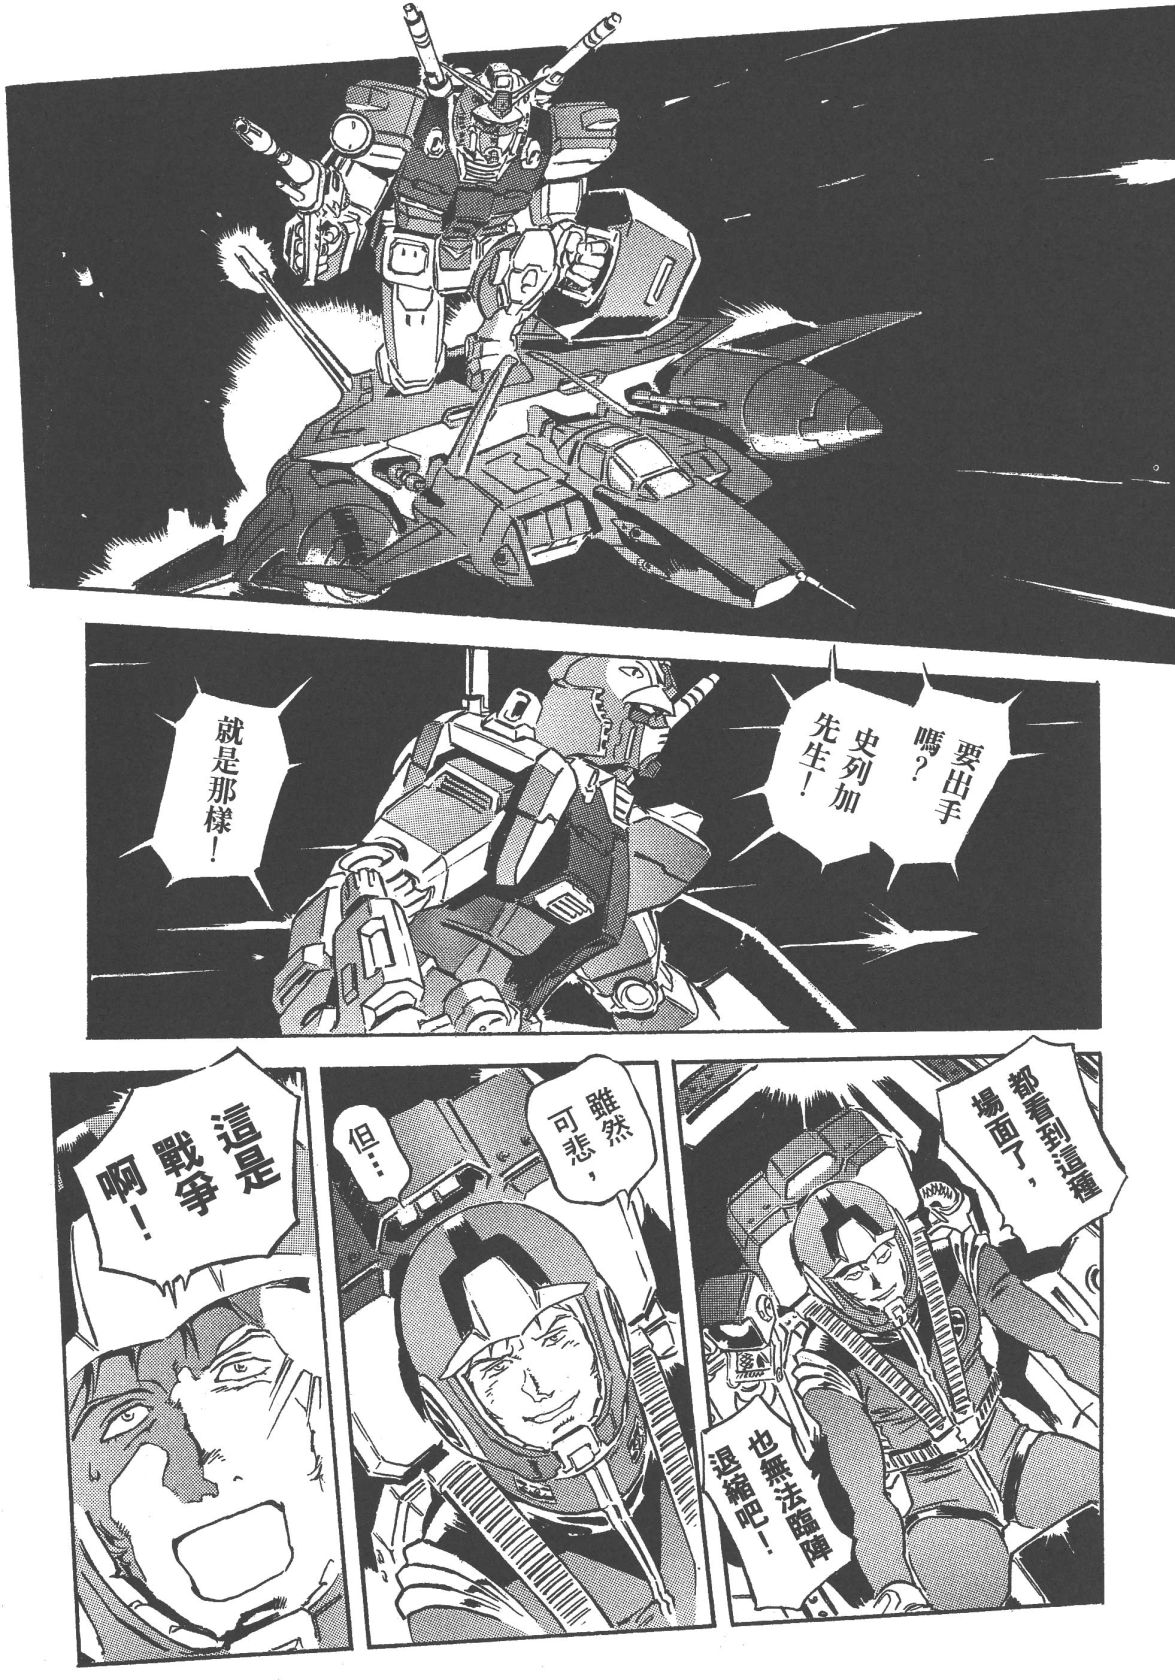 要出手
嗎？
史列加
先生！
就是那樣！
都看到這種
場面了，
也無法臨陣
退縮吧！
雖然
可悲，
但…
這是
戰爭
啊！